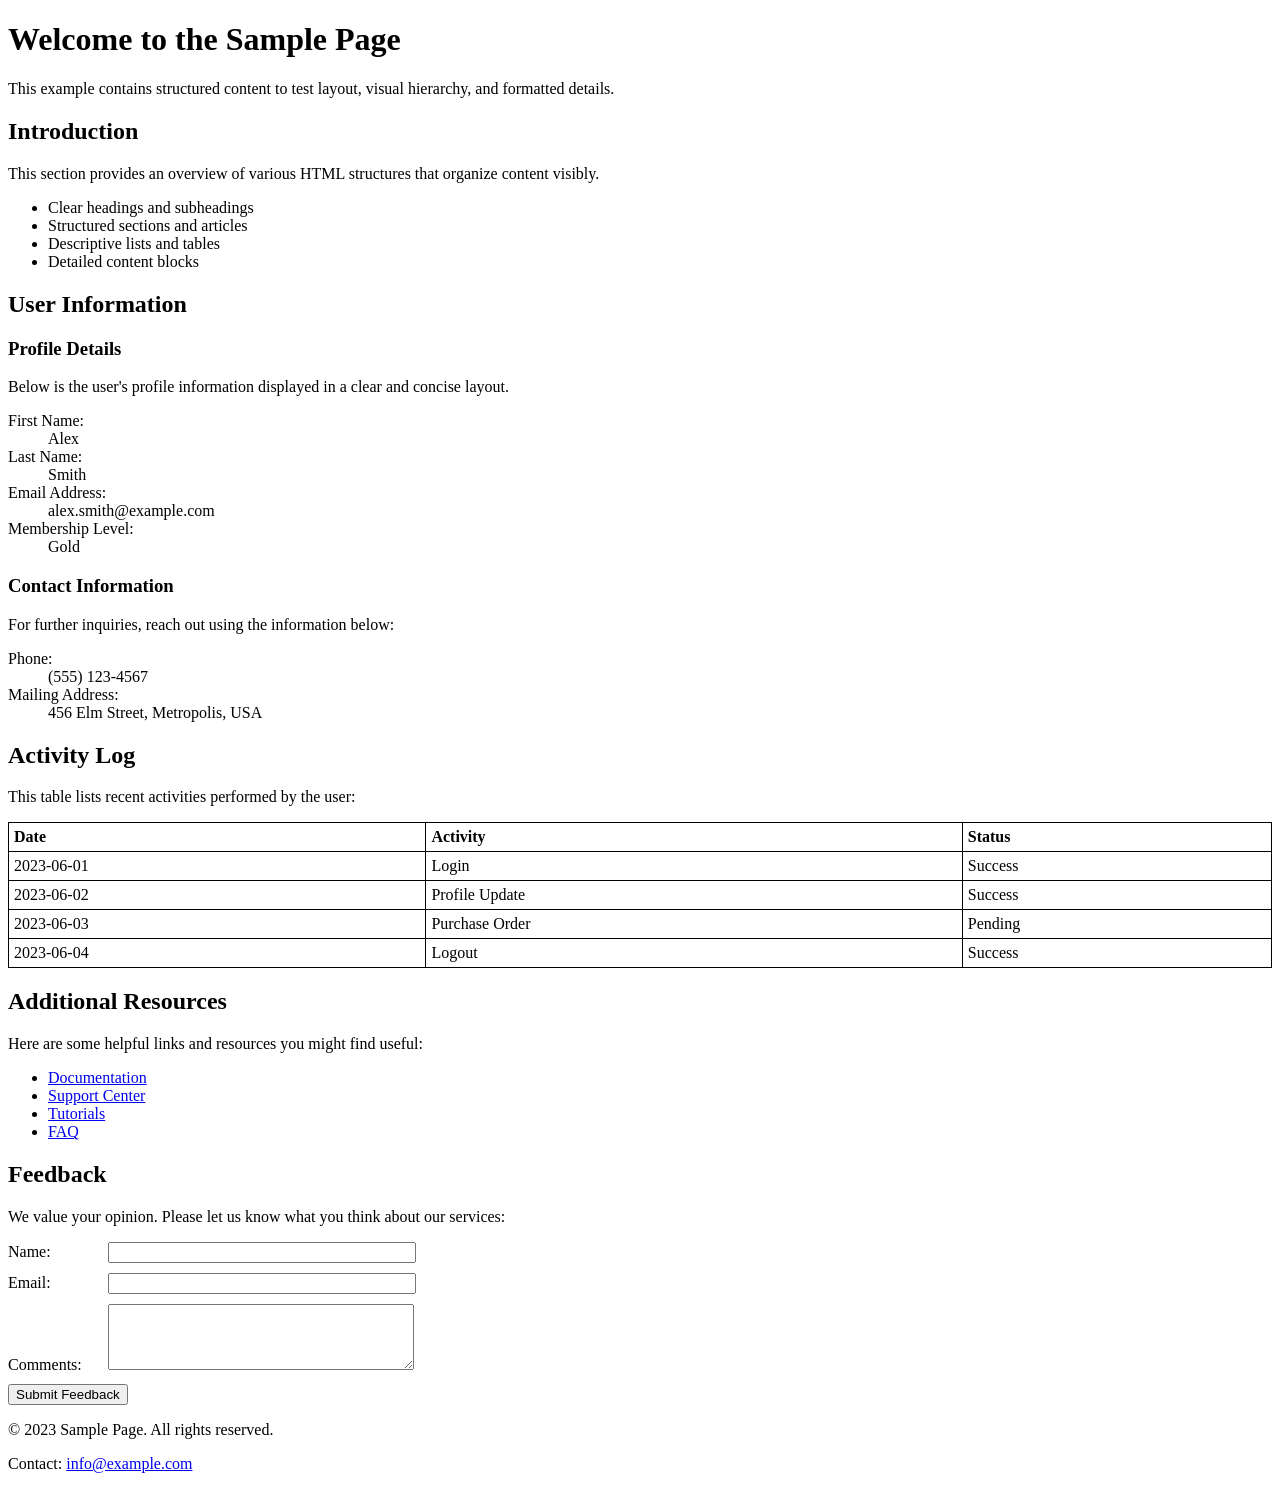 Welcome to the Sample Page
This example contains structured content to test layout, visual hierarchy, and formatted details.
Introduction
This section provides an overview of various HTML structures that organize content visibly.
Clear headings and subheadings
Structured sections and articles
Descriptive lists and tables
Detailed content blocks
User Information
Profile Details
Below is the user's profile information displayed in a clear and concise layout.
First Name:
Alex
Last Name:
Smith
Email Address:
alex.smith@example.com
Membership Level:
Gold
Contact Information
For further inquiries, reach out using the information below:
Phone:
(555) 123-4567
Mailing Address:
456 Elm Street, Metropolis, USA
Activity Log
This table lists recent activities performed by the user:
Date Activity Status
2023-06-01 Login Success
2023-06-02 Profile Update Success
2023-06-03 Purchase Order Pending
2023-06-04 Logout Success
Additional Resources
Here are some helpful links and resources you might find useful:
Documentation
Support Center
Tutorials
FAQ
Feedback
We value your opinion. Please let us know what you think about our services:
Name:
Email:
Comments:
Submit Feedback
© 2023 Sample Page. All rights reserved.
Contact: info@example.com